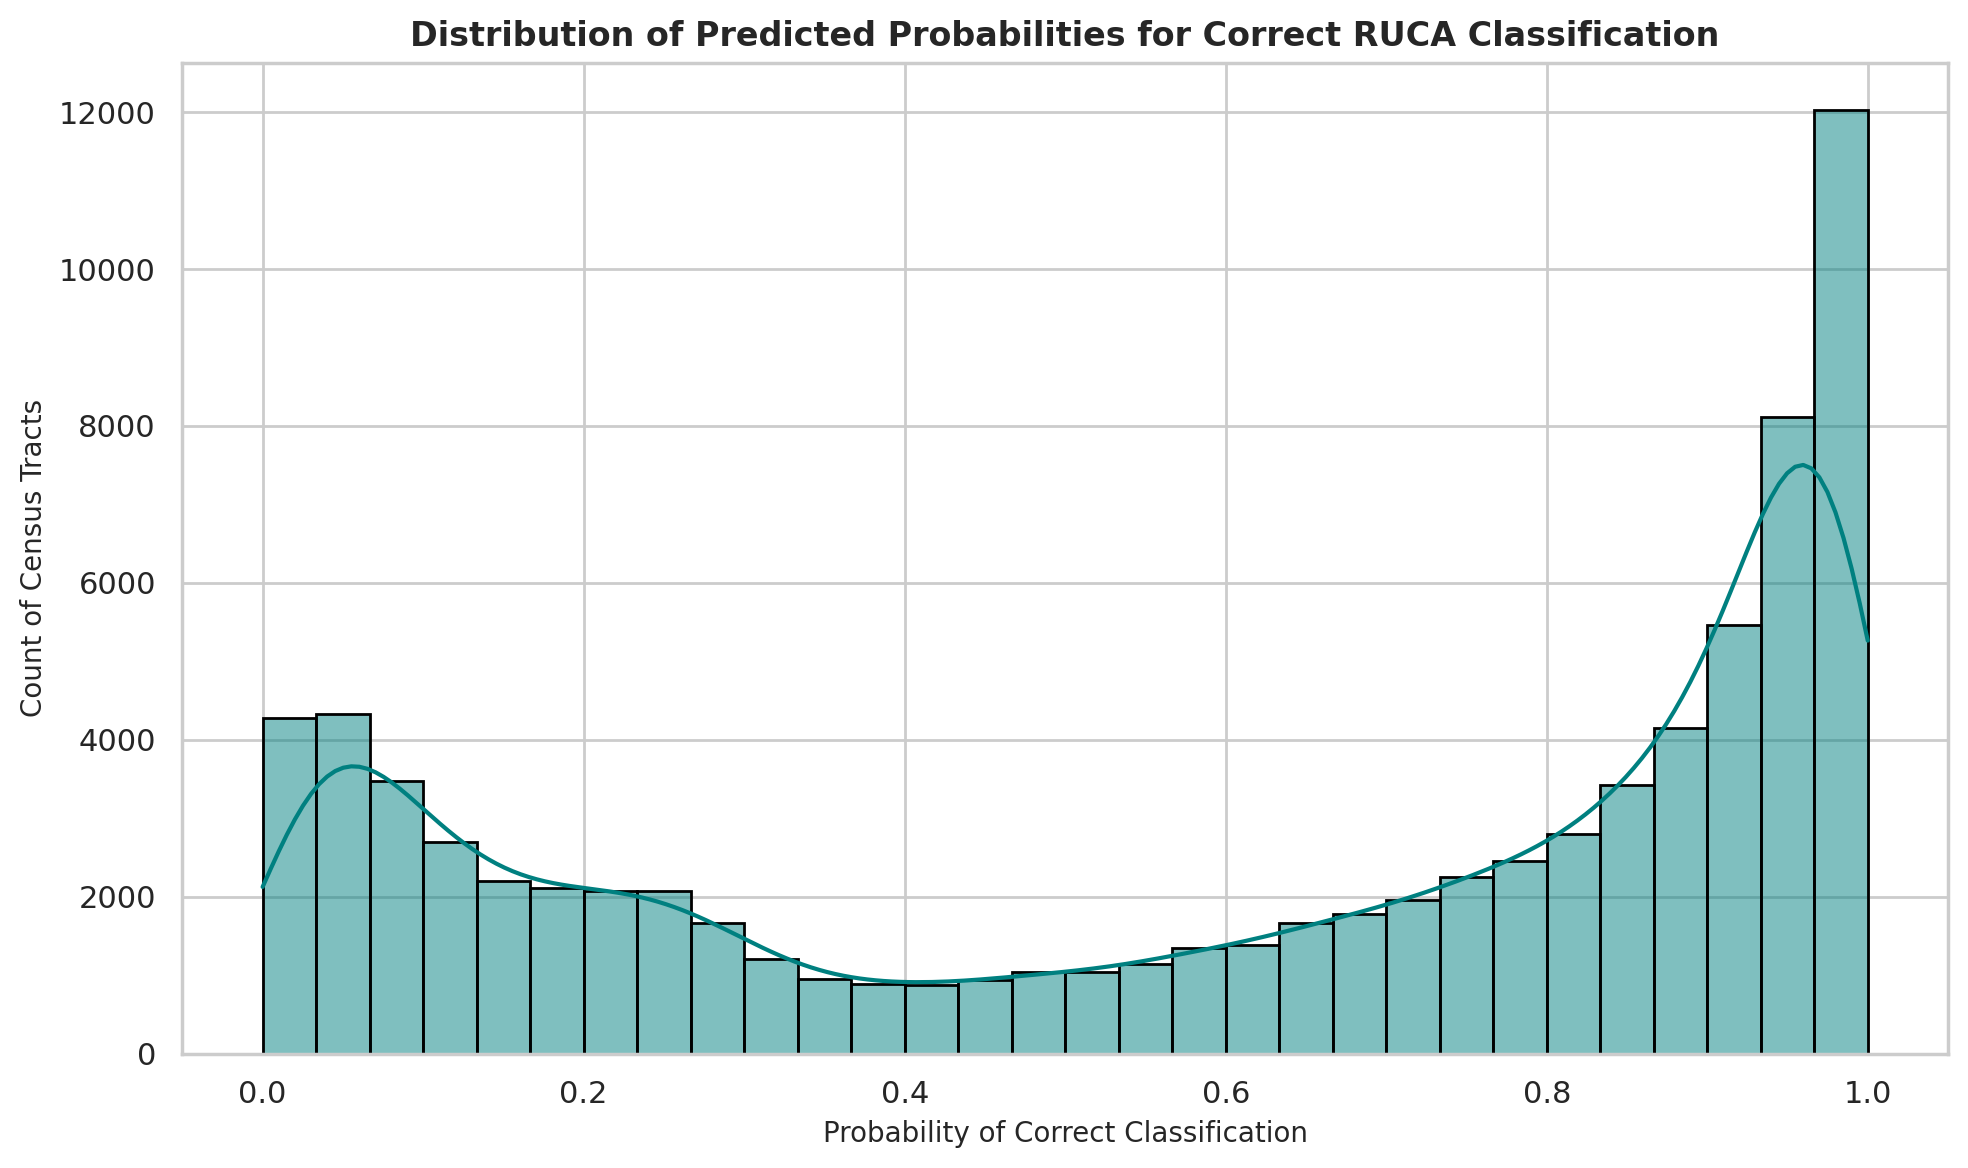 Distribution of Predicted Probabilities for Correct RUCA Classification
12000
10000
8000
6000
4000
2000
0
Count of Census Tracts
0.0 0.2 0.4 0.6 0.8 1.0
Probability of Correct Classification